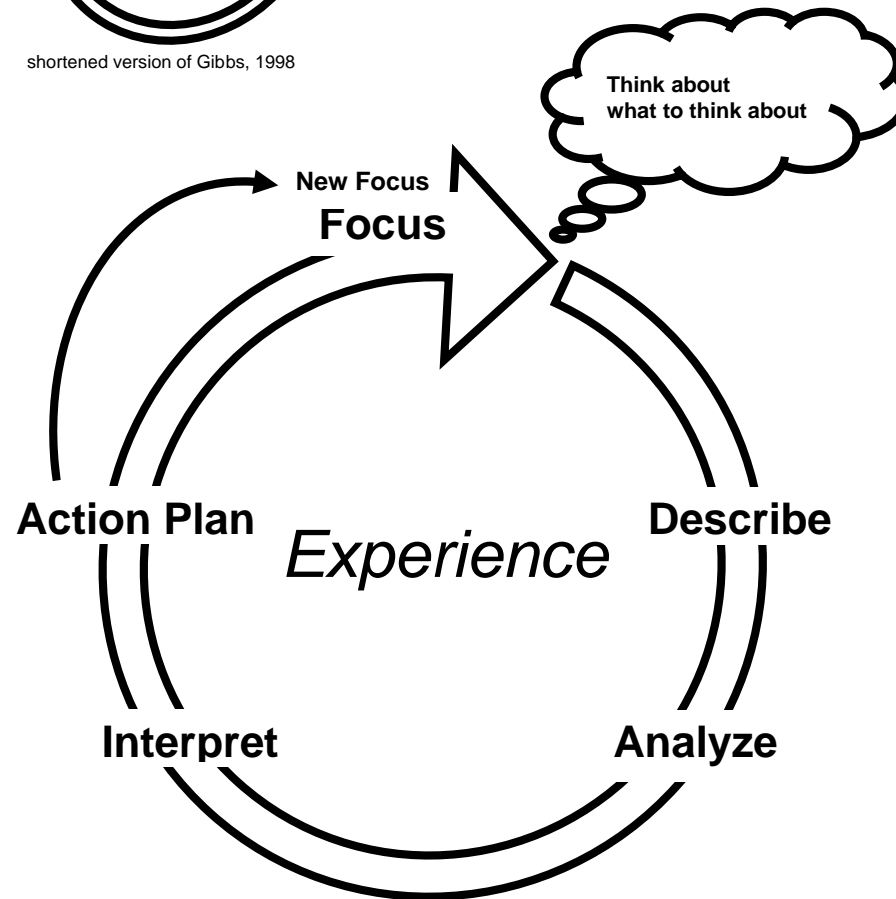 shortened version of Gibbs, 1998
Think about
what to think about
New Focus
Focus
Action Plan
Describe
Experience
Interpret
Analyze